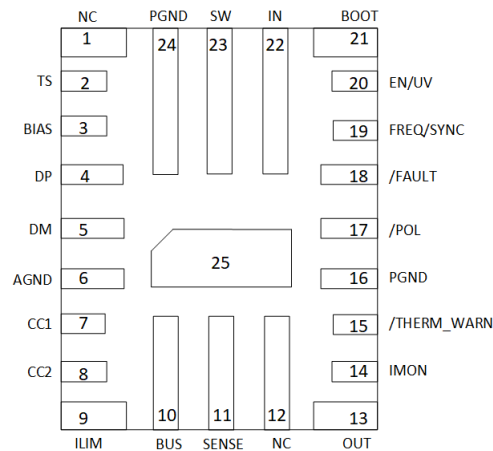 NC PGND SW IN BOOT
1 24 23 22 21
TS 2 20 EN/UV
BIAS 3 19 FREQ/SYNC
DP 4 18 /FAULT
DM 5 17 /POL
25
AGND 6 16 PGND
CC1 7 15 /THERM_WARN
CC2 8 14 IMON
9 10 11 12 13
ILIM BUS SENSE NC OUT